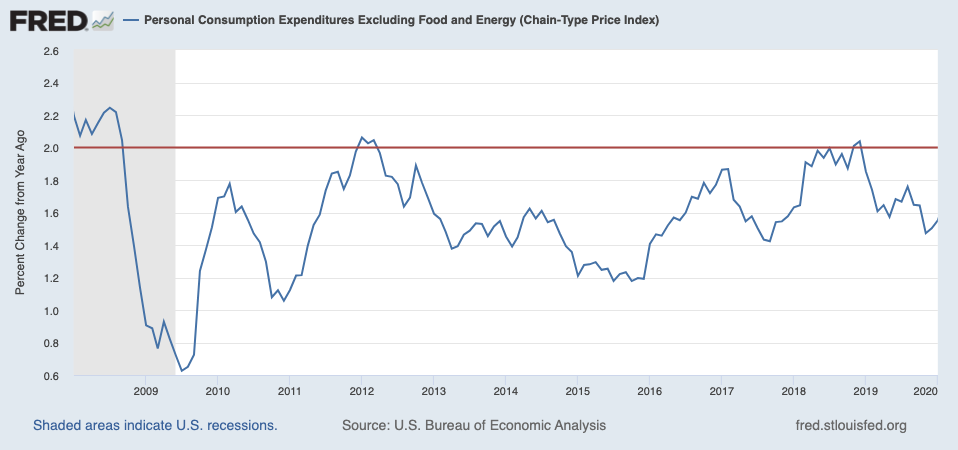 FRED
Personal Consumption Expenditures Excluding Food and Energy (Chain-Type Price Index)
Percent Change from Year Ago
2.6
2.4
2.2
2.0
1.8
1.6
1.4
1.2
1.0
0.8
0.6
2009 2010 2011 2012 2013 2014 2015 2016 2017 2018 2019 2020
Shaded areas indicate U.S. recessions. Source: U.S. Bureau of Economic Analysis fred.stlouisfed.org